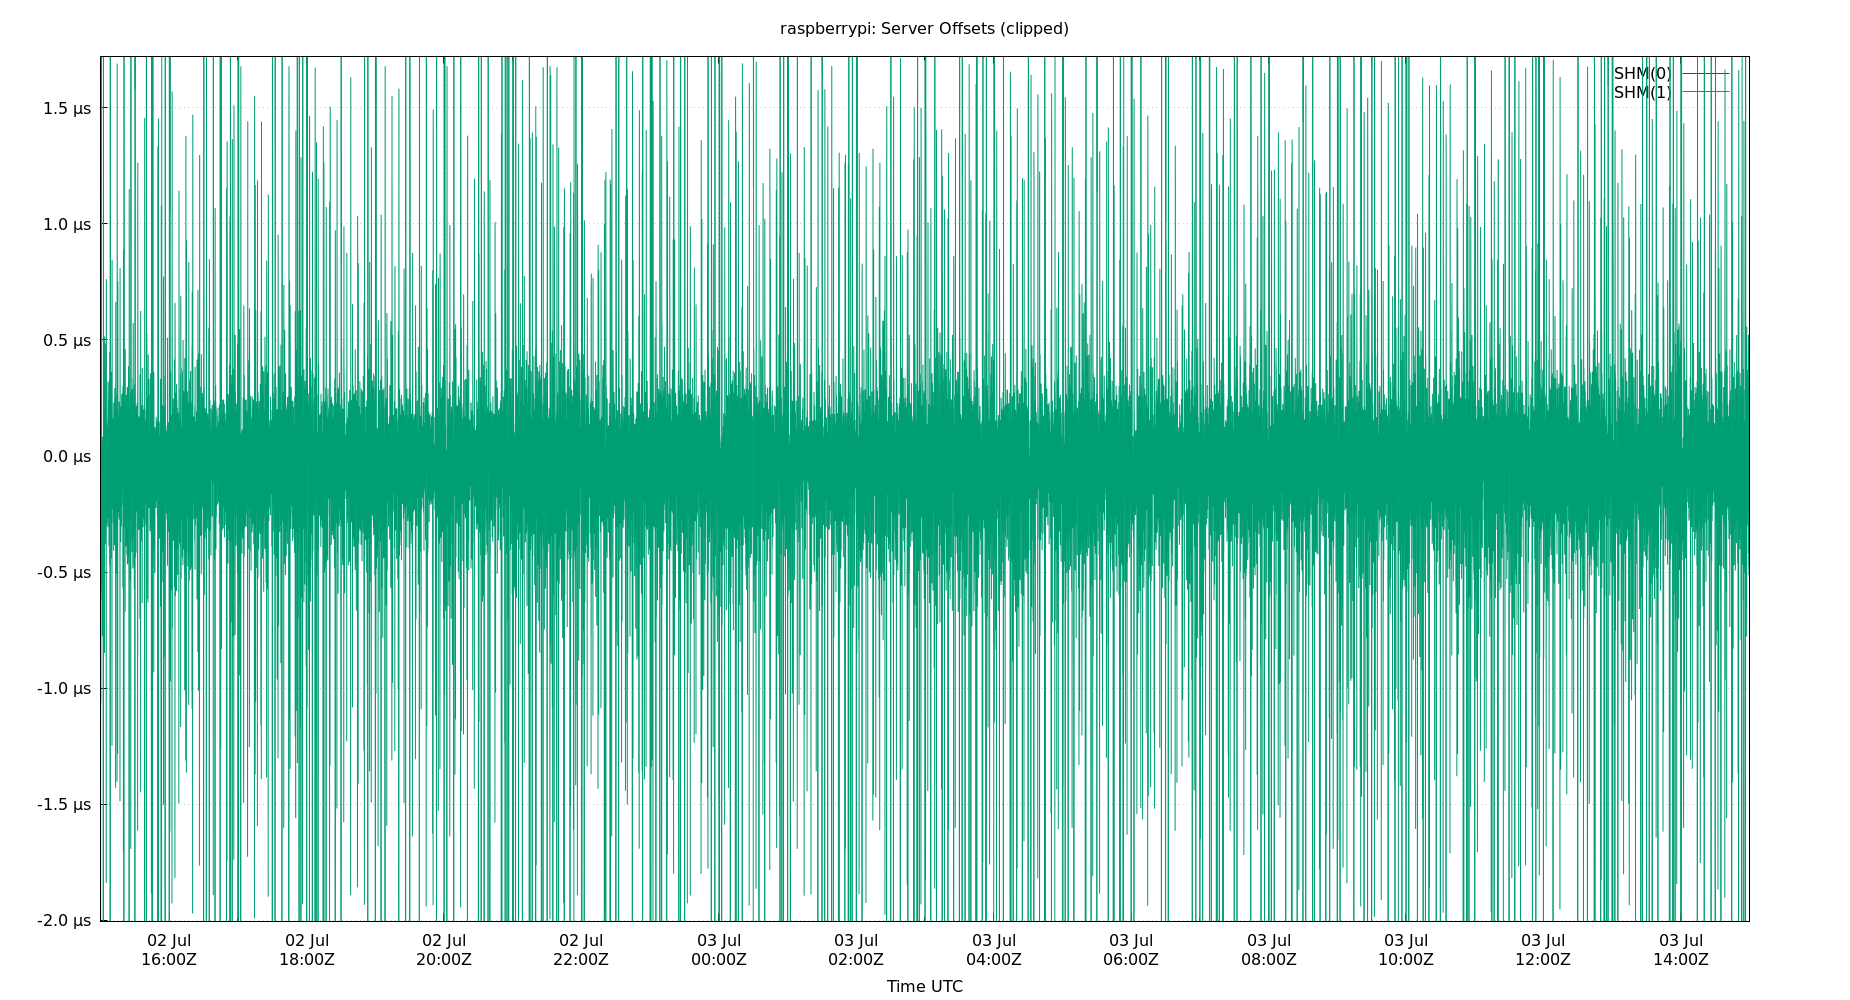 raspberrypi: Server Offsets (clipped)
SHM(0)
SHM(1)
1.5 µs
1.0 µs
0.5 µs
0.0 µs
-0.5 µs
-1.0 µs
-1.5 µs
-2.0 µs
02 Jul 02 Jul 02 Jul 02 Jul 03 Jul 03 Jul 03 Jul 03 Jul 03 Jul 03 Jul 03 Jul 03 Jul
16:00Z 18:00Z 20:00Z 22:00Z 00:00Z 02:00Z 04:00Z 06:00Z 08:00Z 10:00Z 12:00Z 14:00Z
Time UTC